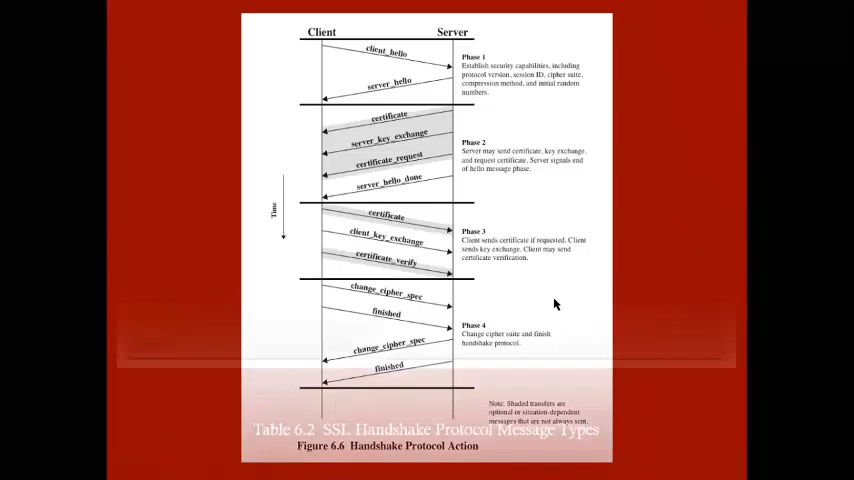 Client Server
client_hello
Phase 1
Establish security capabilities, including
protocol version, session ID, cipher suite,
compression method, and initial random
numbers.
server_hello
certificate
server_key_exchange
certificate_request
server_hello_done
Phase 2
Server may send certificate, key exchange,
and request certificate. Server signals end
of hello message phase.
Time
certificate
client_key_exchange
certificate_verify
Phase 3
Client sends certificate if requested. Client
sends key exchange. Client may send
certificate verification.
change_cipher_spec
finished
change_cipher_spec
finished
Phase 4
Change cipher suite and finish
handshake protocol.
Note: Shaded transfers are
optional or situation-dependent
messages that are not always sent.
Table 6.2 SSL Handshake Protocol Message Types
Figure 6.6 Handshake Protocol Action